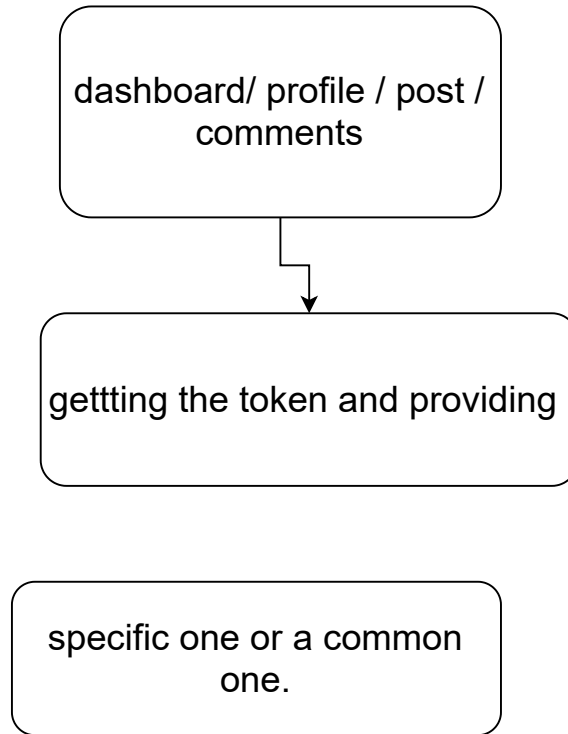 dashboard/ profile / post /
comments
gettting the token and providing
specific one or a common
one.